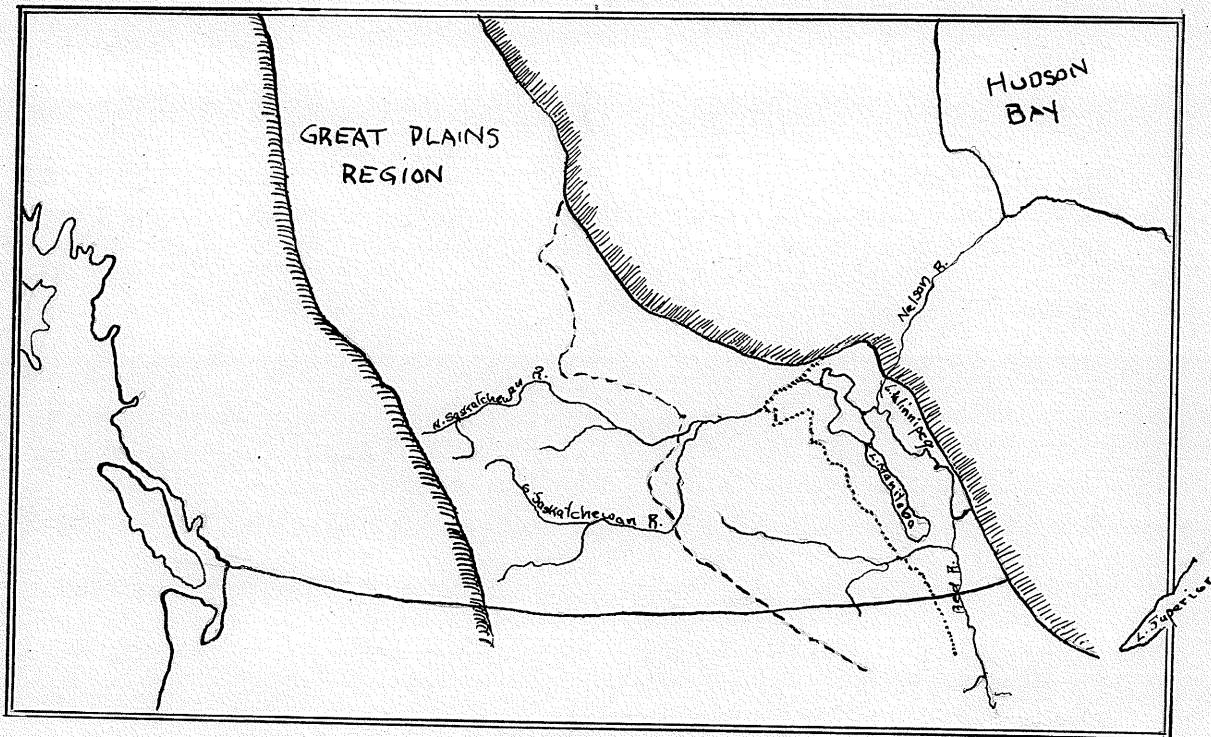 GREAT PLAINS
REGION
HUDSON
BAY
Nelson R.
N. Saskatchewan R.
L. Winnipeg
L. Manitoba
S. Saskatchewan R.
Red R.
L. Superior